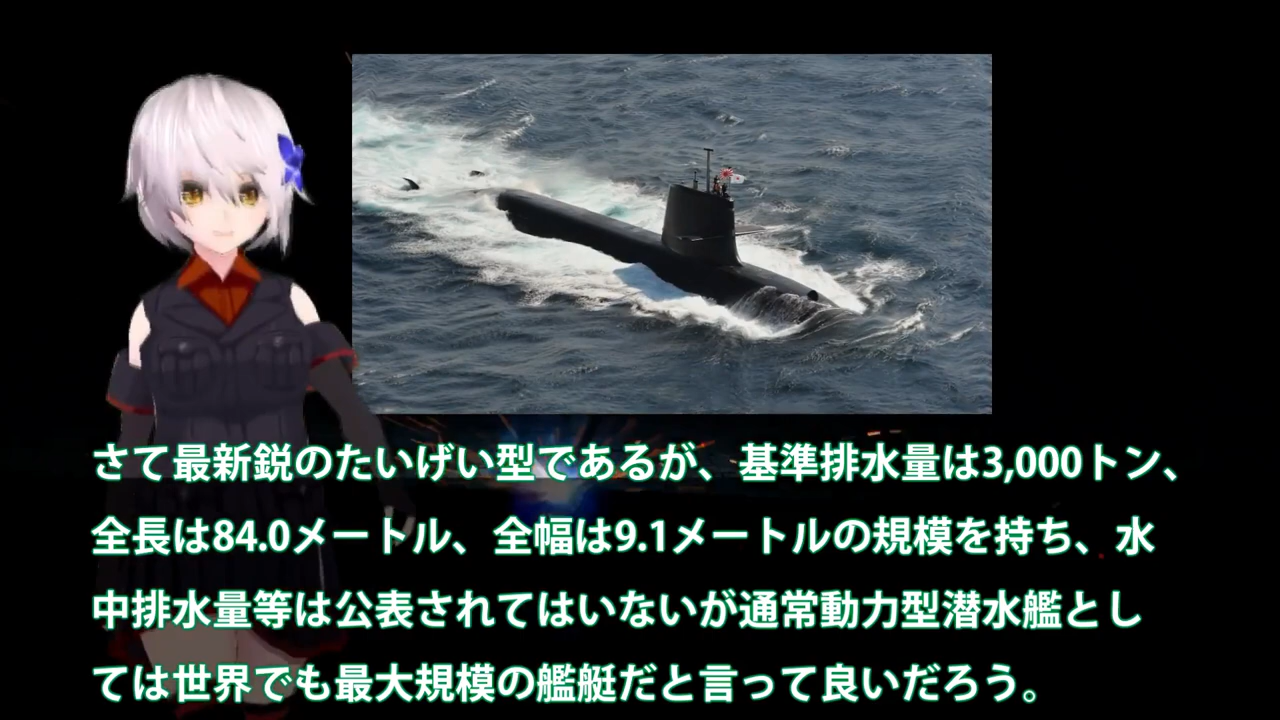 さて最新鋭のたいげい型であるが、基準排水量は3,000トン、
全長は84.0メートル、全幅は9.1メートルの規模を持ち、水
中排水量等は公表されてはいないが通常動力型潜水艦とし
ては世界でも最大規模の艦艇だと言って良いだろう。